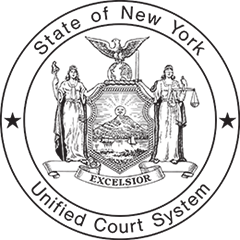 State of New York
EXCELSIOR
Unified Court System